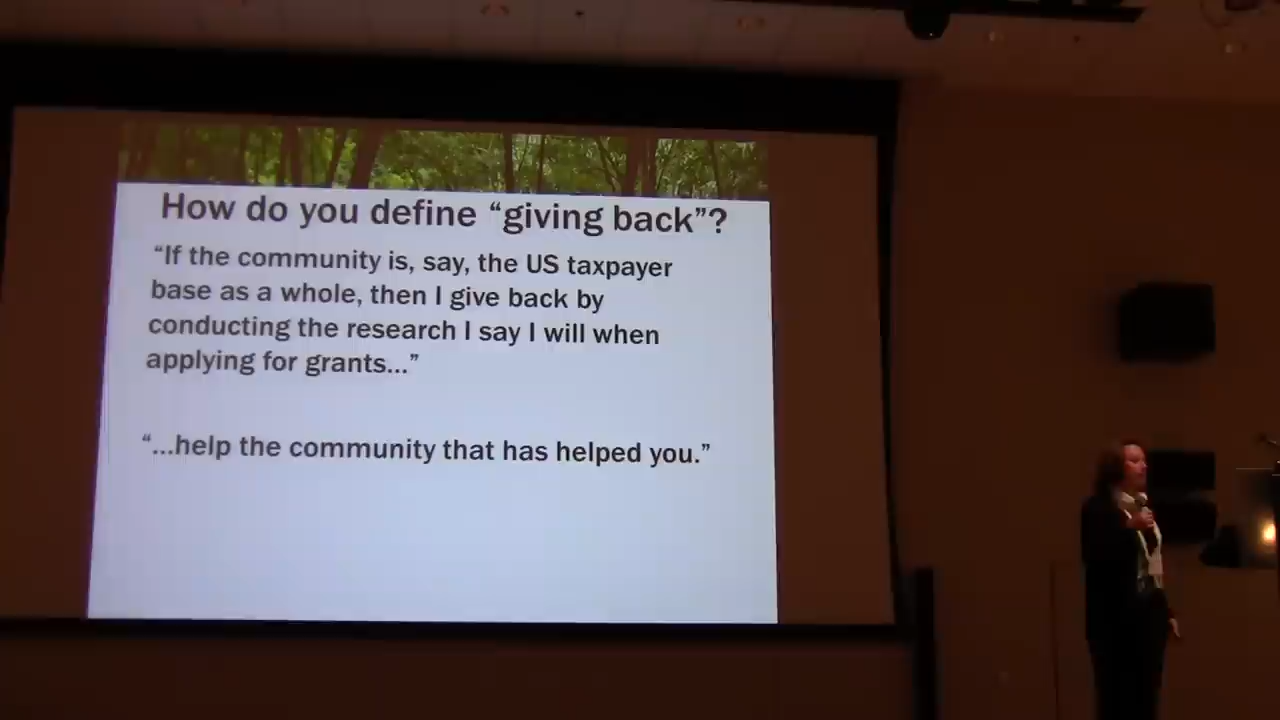 How do you define “giving back”?
“If the community is, say, the US taxpayer
base as a whole, then I give back by
conducting the research I say I will when
applying for grants...”
“...help the community that has helped you.”